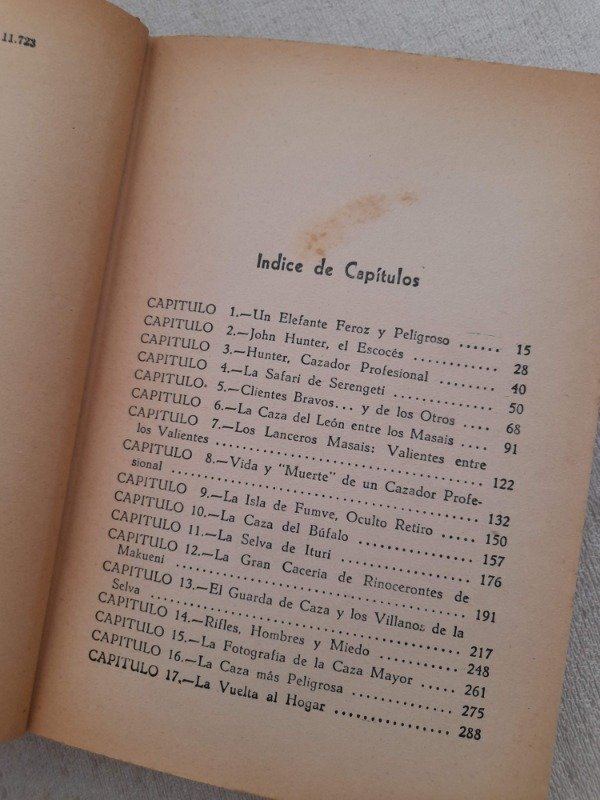 11.723
Indice de Capítulos
CAPITULO 1.—Un Elefante Feroz y Peligroso ...... 15
CAPITULO 2.—John Hunter, el Escocés ............ 28
CAPITULO 3.—Hunter, Cazador Profesional ........ 40
CAPITULO 4.—La Safari de Serengeti .............. 50
CAPITULO 5.—Clientes Bravos... y de los Otros .... 68
CAPITULO 6.—La Caza del León entre los Masais .... 91
CAPITULO 7.—Los Lanceros Masais: Valientes entre
los Valientes .................................... 122
CAPITULO 8.—Vida y "Muerte" de un Cazador Profe-
sional .......................................... 132
CAPITULO 9.—La Isla de Fumve, Oculto Retiro ...... 150
CAPITULO 10.—La Caza del Búfalo .................. 157
CAPITULO 11.—La Selva de Ituri .................. 176
CAPITULO 12.—La Gran Caceria de Rinocerontes de
Makueni ........................................ 191
CAPITULO 13.—El Guarda de Caza y los Villanos de la
Selva .......................................... 217
CAPITULO 14.—Rifles, Hombres y Miedo ............ 248
CAPITULO 15.—La Fotografía de la Caza Mayor ..... 261
CAPITULO 16.—La Caza más Peligrosa .............. 275
CAPITULO 17.—La Vuelta al Hogar ................. 288